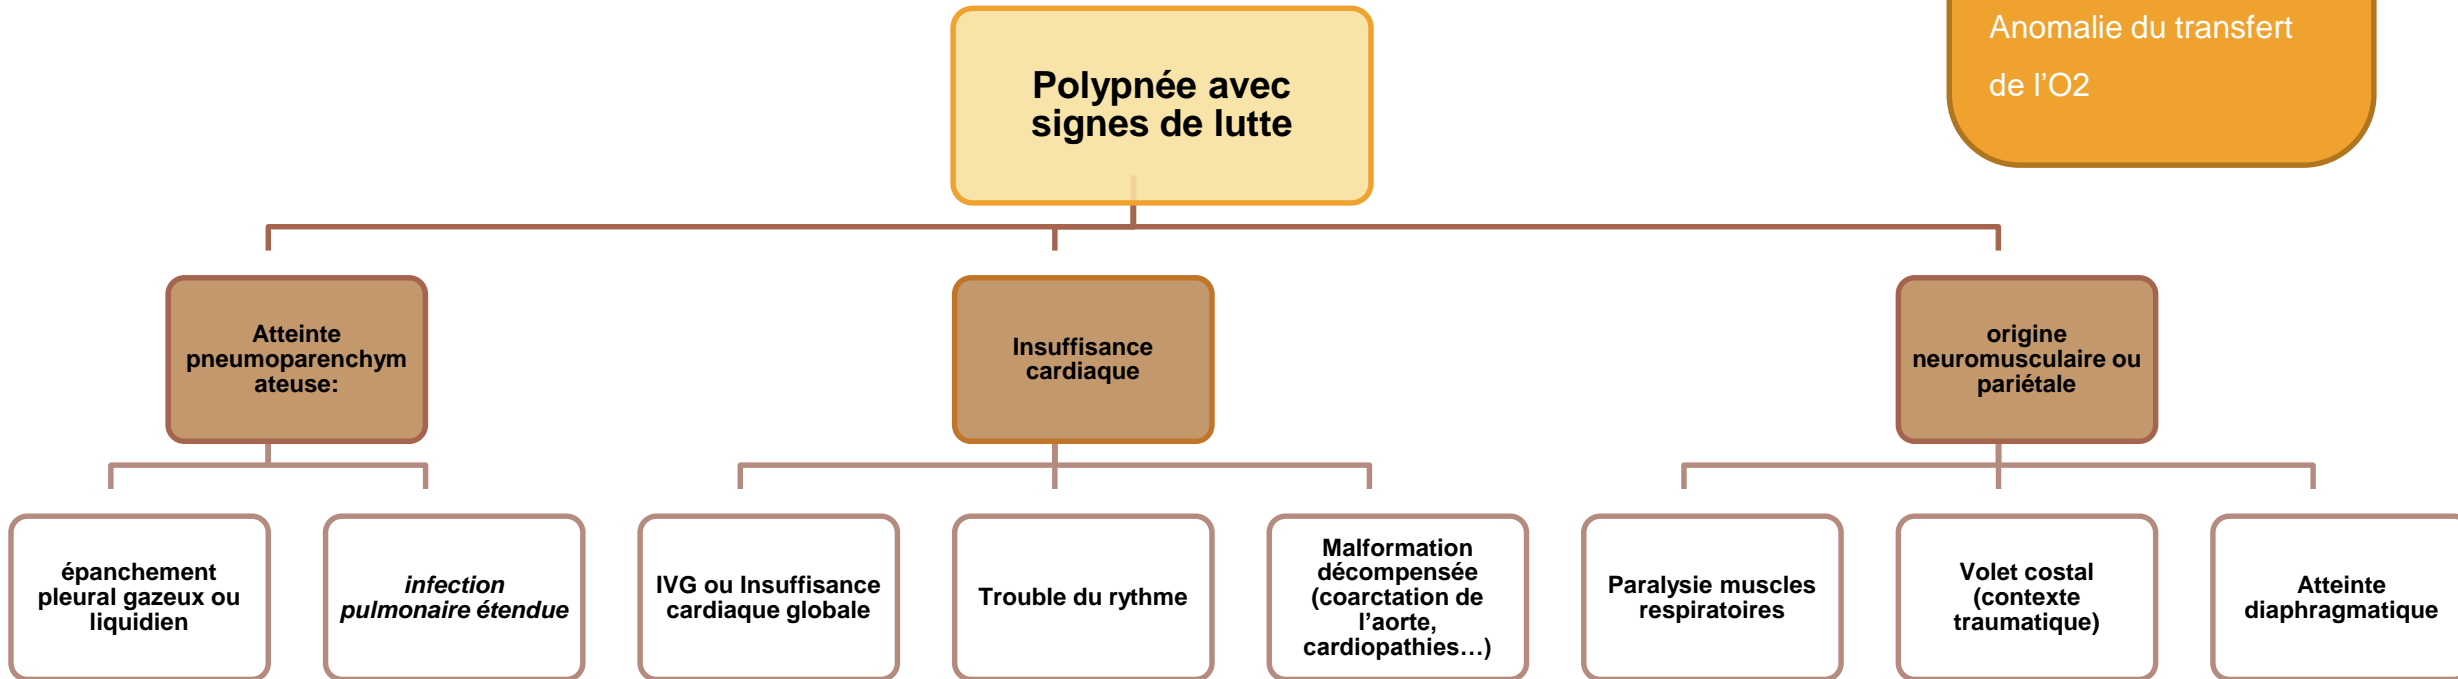 Anomalie du transfert
de l’O2
Polypnée avec
signes de lutte
Atteinte
pneumoparenchym
ateuse:
Insuffisance
cardiaque
origine
neuromusculaire ou
pariétale
épanchement
pleural gazeux ou
liquidien
infection
pulmonaire étendue
IVG ou Insuffisance
cardiaque globale
Trouble du rythme
Malformation
décompensée
(coarctation de
l’aorte,
cardiopathies…)
Paralysie muscles
respiratoires
Volet costal
(contexte
traumatique)
Atteinte
diaphragmatique